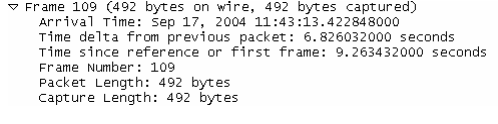 Frame 109 (492 bytes on wire, 492 bytes captured)
Arrival Time: Sep 17, 2004 11:43:13.422848000
Time delta from previous packet: 6.826032000 seconds
Time since reference or first frame: 9.263432000 seconds
Frame Number: 109
Packet Length: 492 bytes
Capture Length: 492 bytes